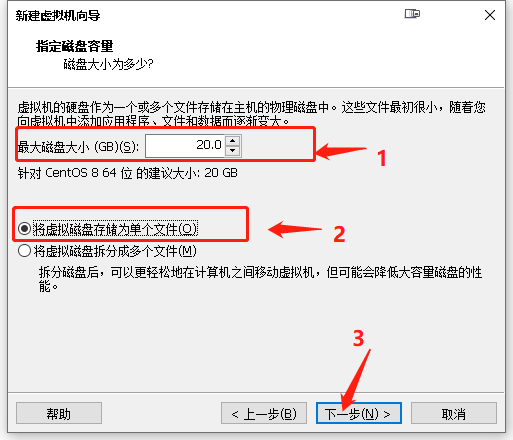 新建虚拟机向导
指定磁盘容量
磁盘大小为多少?
虚拟机的硬盘作为一个或多个文件存储在主机的物理磁盘中。这些文件最初很小，随着您
向虚拟机中添加应用程序、文件和数据而逐渐变大。
最大磁盘大小 (GB)(S): 20.0
1
针对 CentOS 8 64 位 的建议大小: 20 GB
将虚拟磁盘存储为单个文件(O)
2
将虚拟磁盘拆分成多个文件(M)
拆分磁盘后，可以更轻松地在计算机之间移动虚拟机，但可能会降低大容量磁盘的性
能。
3
帮助 < 上一步(B) 下一步(N) > 取消